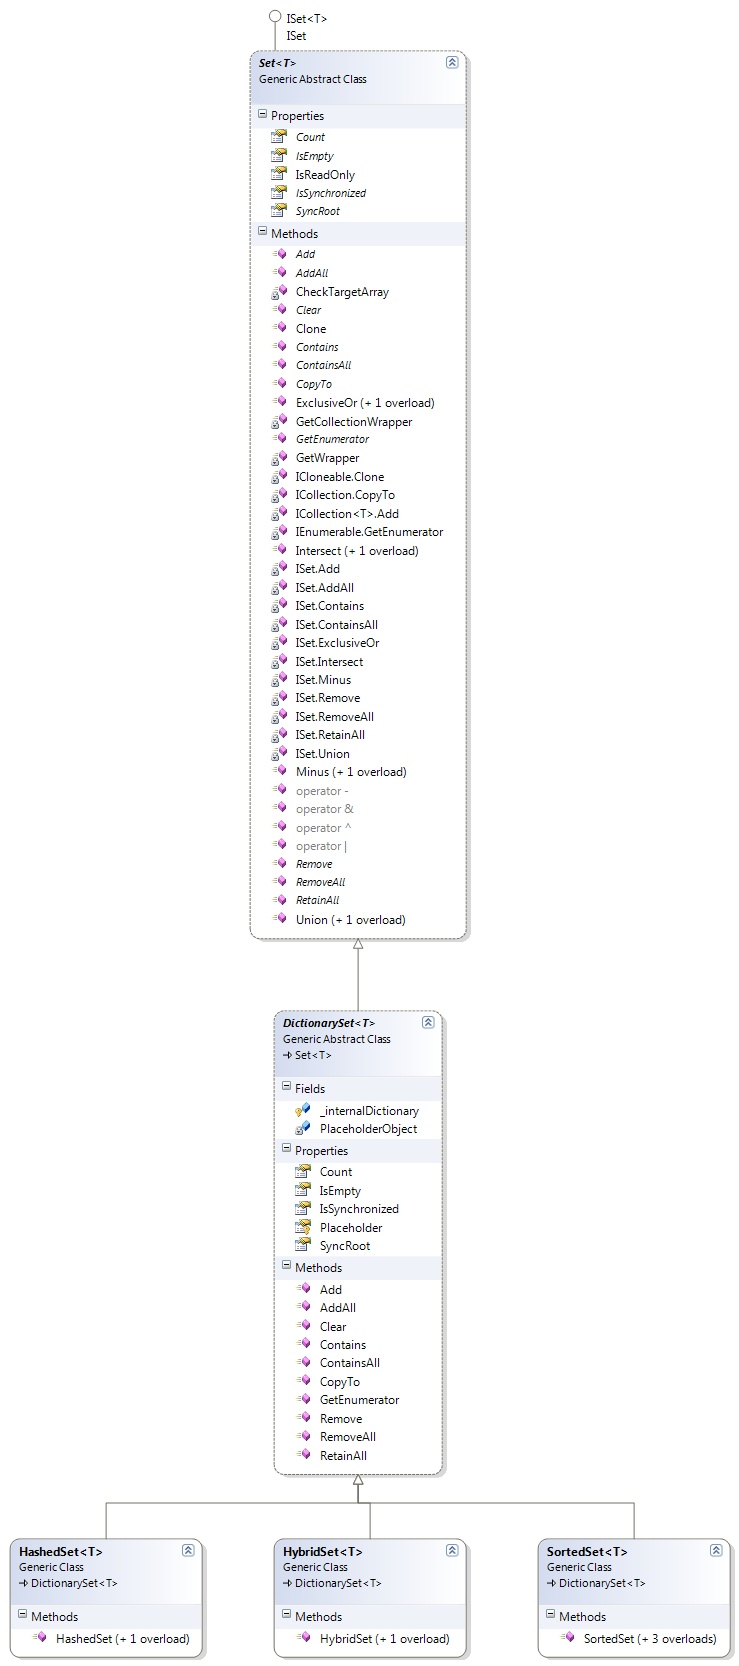 ISet<T>
ISet
Set<T>
Generic Abstract Class
Properties
Count
IsEmpty
IsReadOnly
IsSynchronized
SyncRoot
Methods
Add
AddAll
CheckTargetArray
Clear
Clone
Contains
ContainsAll
CopyTo
ExclusiveOr (+ 1 overload)
GetCollectionWrapper
GetEnumerator
GetWrapper
ICloneable.Clone
ICollection.CopyTo
ICollection<T>.Add
IEnumerable.GetEnumerator
Intersect (+ 1 overload)
ISet.Add
ISet.AddAll
ISet.Contains
ISet.ContainsAll
ISet.ExclusiveOr
ISet.Intersect
ISet.Minus
ISet.Remove
ISet.RemoveAll
ISet.RetainAll
ISet.Union
Minus (+ 1 overload)
operator -
operator &
operator ^
operator |
Remove
RemoveAll
RetainAll
Union (+ 1 overload)
DictionarySet<T>
Generic Abstract Class
Set<T>
Fields
_internalDictionary
PlaceholderObject
Properties
Count
IsEmpty
IsSynchronized
Placeholder
SyncRoot
Methods
Add
AddAll
Clear
Contains
ContainsAll
CopyTo
GetEnumerator
Remove
RemoveAll
RetainAll
HashedSet<T>
Generic Class
DictionarySet<T>
Methods
HashedSet (+ 1 overload)
HybridSet<T>
Generic Class
DictionarySet<T>
Methods
HybridSet (+ 1 overload)
SortedSet<T>
Generic Class
DictionarySet<T>
Methods
SortedSet (+ 3 overloads)